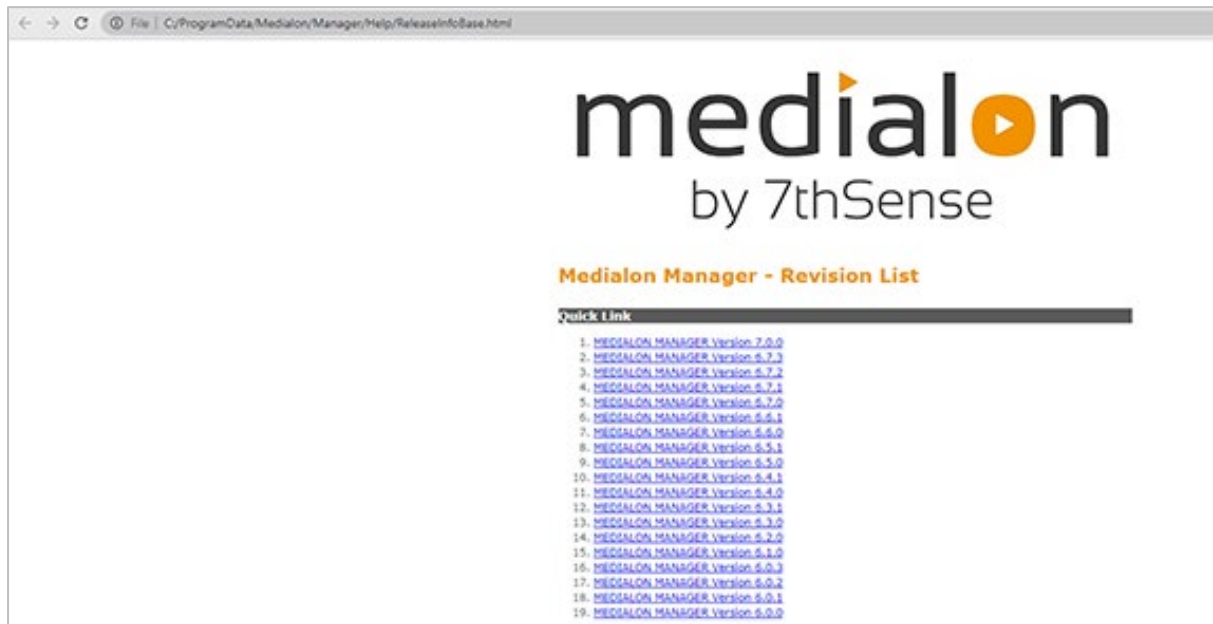 File | C:/ProgramData/Medialon/Manager/Help/ReleaseInfoBase.html
medialon
by 7thSense
Medialon Manager - Revision List
Quick Link
1. MEDIALON MANAGER Version 7.0.0
2. MEDIALON MANAGER Version 6.7.3
3. MEDIALON MANAGER Version 6.7.2
4. MEDIALON MANAGER Version 6.7.1
5. MEDIALON MANAGER Version 6.7.0
6. MEDIALON MANAGER Version 6.6.1
7. MEDIALON MANAGER Version 6.6.0
8. MEDIALON MANAGER Version 6.5.1
9. MEDIALON MANAGER Version 6.5.0
10. MEDIALON MANAGER Version 6.4.1
11. MEDIALON MANAGER Version 6.4.0
12. MEDIALON MANAGER Version 6.3.1
13. MEDIALON MANAGER Version 6.3.0
14. MEDIALON MANAGER Version 6.2.0
15. MEDIALON MANAGER Version 6.1.0
16. MEDIALON MANAGER Version 6.0.3
17. MEDIALON MANAGER Version 6.0.2
18. MEDIALON MANAGER Version 6.0.1
19. MEDIALON MANAGER Version 6.0.0